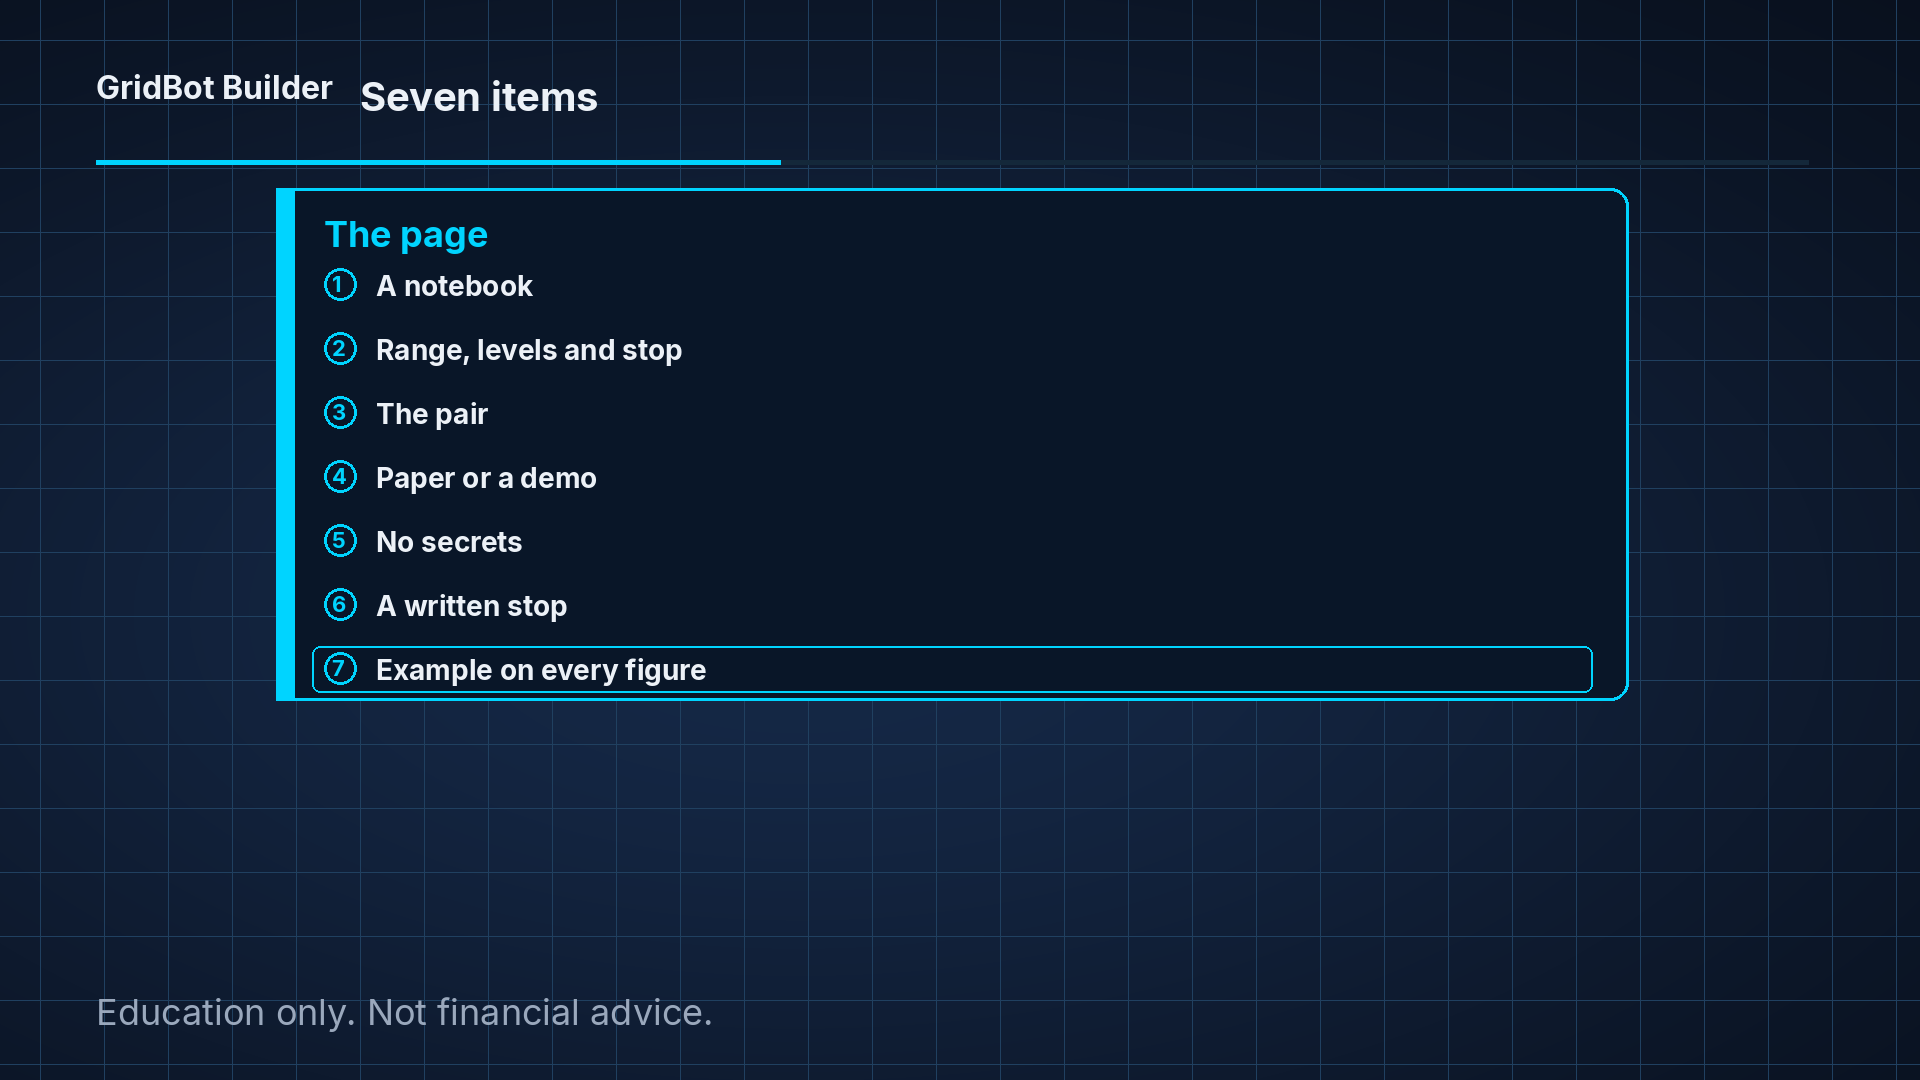 GridBot Builder
Seven items
The page
1 A notebook
2 Range, levels and stop
3 The pair
4 Paper or a demo
5 No secrets
6 A written stop
7 Example on every figure
Education only. Not financial advice.